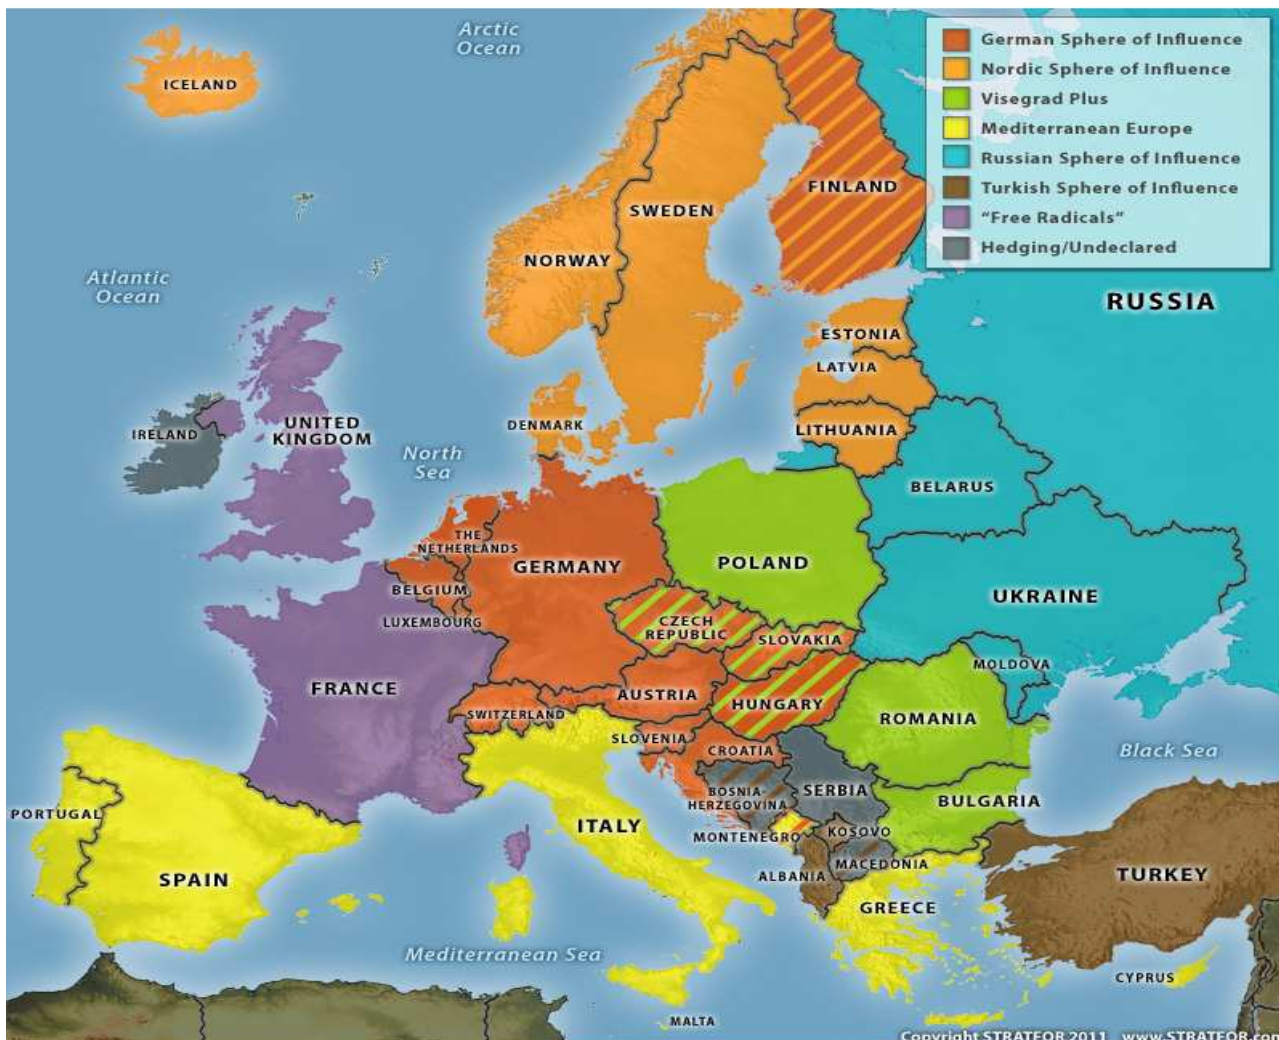 Arctic
Ocean
German Sphere of Influence
Nordic Sphere of Influence
Visegrad Plus
Mediterranean Europe
Russian Sphere of Influence
Turkish Sphere of Influence
"Free Radicals"
Hedging/Undeclared
ICELAND
FINLAND
SWEDEN
NORWAY
Atlantic
Ocean
RUSSIA
ESTONIA
LATVIA
LITHUANIA
DENMARK
UNITED
KINGDOM
IRELAND
North
Sea
BELARUS
THE
NETHERLANDS
GERMANY
POLAND
BELGIUM
UKRAINE
LUXEMBOURG
CZECH
REPUBLIC
SLOVAKIA
MOLDOVA
FRANCE
AUSTRIA
HUNGARY
SWITZERLAND
ROMANIA
SLOVENIA
CROATIA
Black Sea
BOSNIA-
HERZEGOVINA
SERBIA
BULGARIA
PORTUGAL
ITALY
MONTENEGRO
KOSOVO
MACEDONIA
ALBANIA
SPAIN
TURKEY
GREECE
Mediterranean Sea
CYPRUS
MALTA
Copyright STRATFOR 2011 www.STRATFOR.com